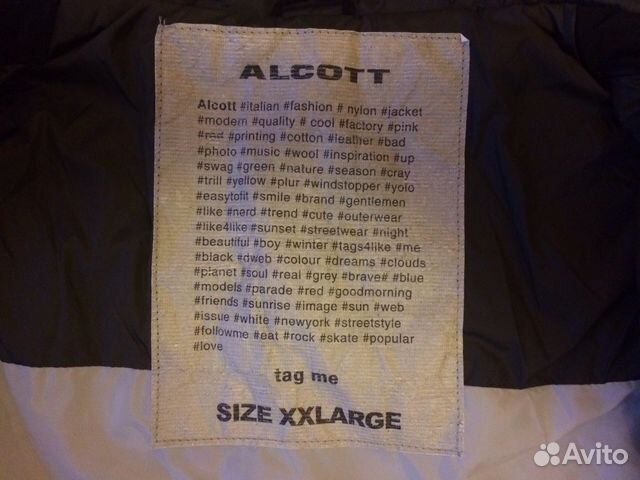 ALCOTT
Alcott #italian #fashion # nylon #jacket
#modern #quality # cool #factory #pink
#red #printing #cotton #leather #bad
#photo #music #wool #inspiration #up
#swag #green #nature #season #cray
#trill #yellow #plur #windstopper #yolo
#easytofit #smile #brand #gentlemen
#like #nerd #trend #cute #outerwear
#like4like #sunset #streetwear #night
#beautiful #boy #winter #tags4like #me
#black #dweb #colour #dreams #clouds
#planet #soul #real #grey #brave# #blue
#models #parade #red #goodmorning
#friends #sunrise #image #sun #web
#issue #white #newyork #streetstyle
#followme #eat #rock #skate #popular
#love
tag me
SIZE XXLARGE
Avito